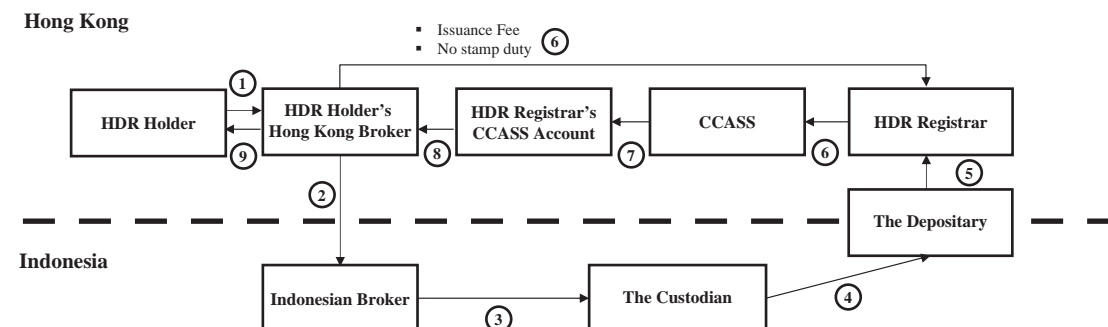 Hong Kong
▪ Issuance Fee
▪ No stamp duty
6
1
HDR Holder
HDR Holder's
Hong Kong Broker
HDR Registrar's
CCASS Account
CCASS
HDR Registrar
9
8
7
6
5
2
The Depositary
Indonesia
Indonesian Broker
The Custodian
3
4